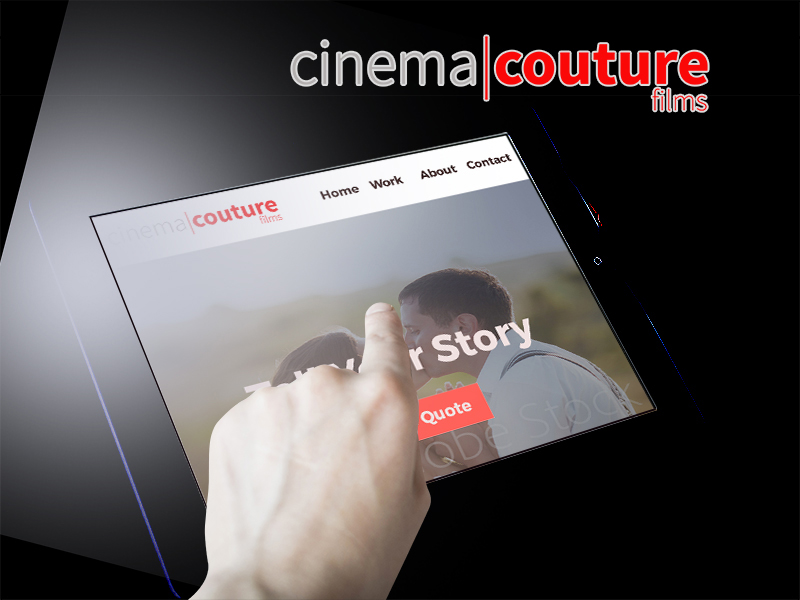 cinema|couture
films
cinema|couture
films
Home Work About Contact
Story
Quote
Stock